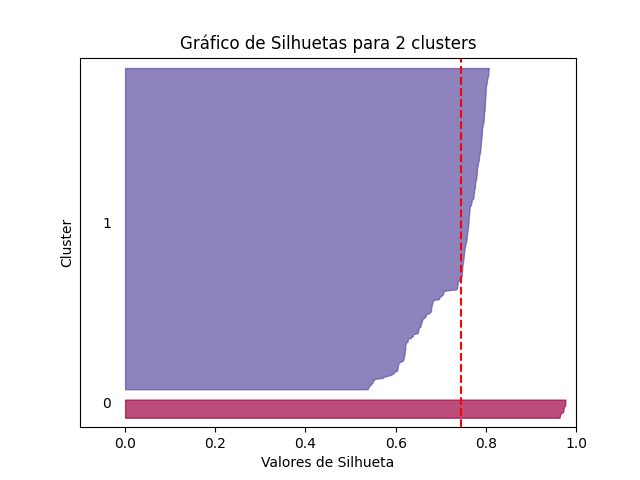 Gráfico de Silhuetas para 2 clusters
Cluster
1
0
0.0 0.2 0.4 0.6 0.8 1.0
Valores de Silhueta